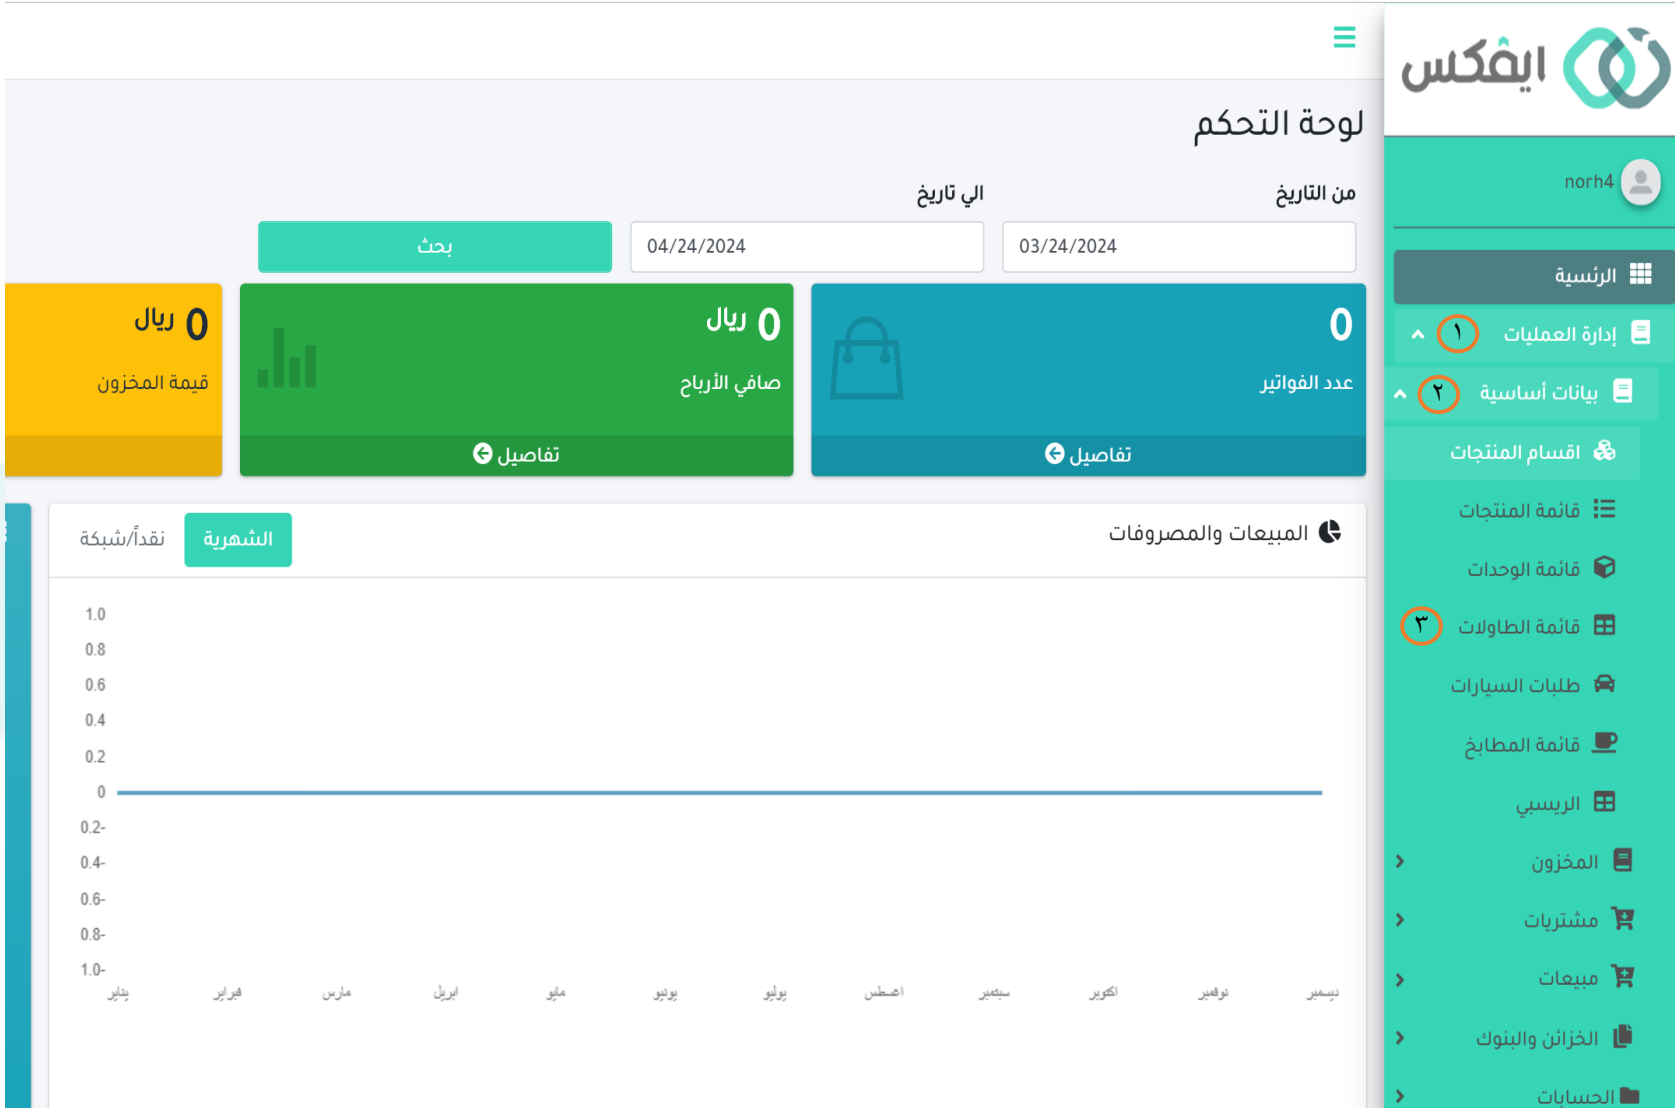 ايفكس
norh4
الرئسية
إدارة العمليات ١
بيانات أساسية ٢
اقسام المنتجات
قائمة المنتجات
قائمة الوحدات
قائمة الطاولات ٣
طلبات السيارات
قائمة المطابخ
الريسبي
المخزون
مشتريات
مبيعات
الخزائن والبنوك
الحسابات
لوحة التحكم
من التاريخ
الي تاريخ
03/24/2024
04/24/2024
بحث
0
عدد الفواتير
تفاصيل
0 ريال
صافي الأرباح
تفاصيل
0 ريال
قيمة المخزون
المبيعات والمصروفات
الشهرية
نقداً/شبكة
1.0
0.8
0.6
0.4
0.2
0
0.2-
0.4-
0.6-
0.8-
1.0-
يناير فبراير مارس ابريل مايو يونيو يوليو اغسطس سبتمبر اكتوبر نوفمبر ديسمبر